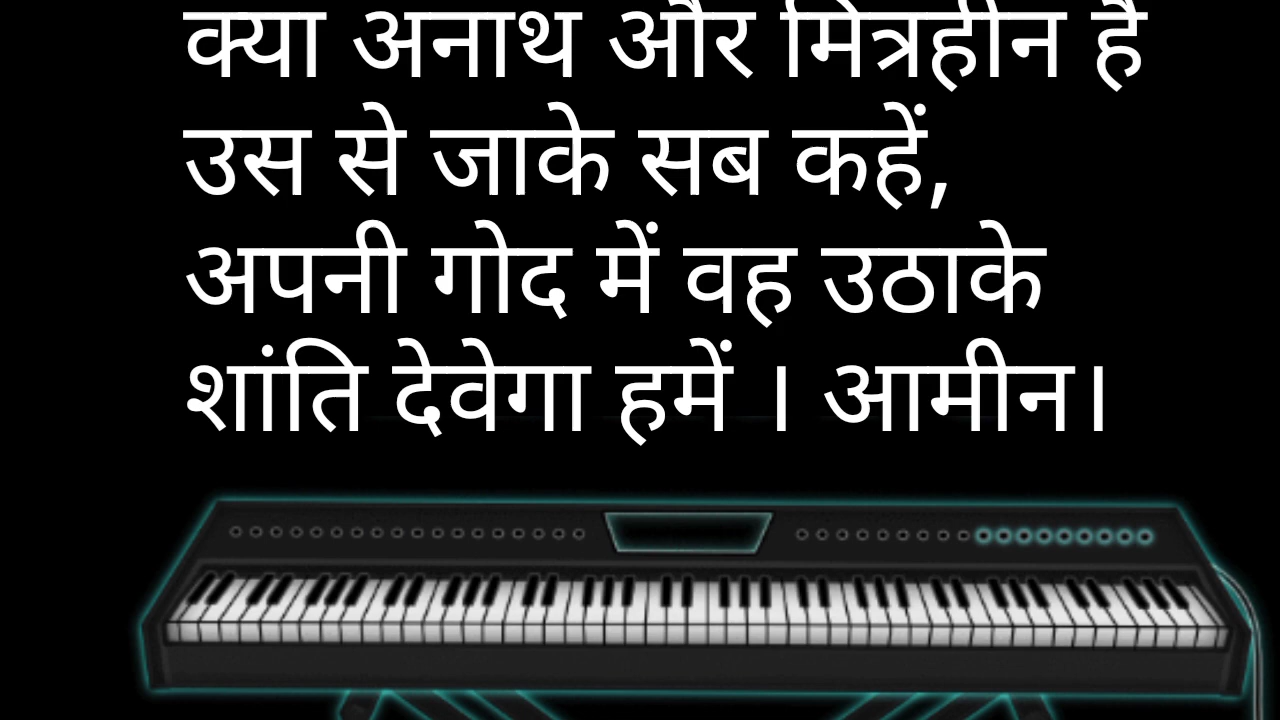 क्या अनाथ और मित्रहीन है
उस से जाके सब कहें,
अपनी गोद में वह उठाके
शांति देवेगा हमें । आमीन।